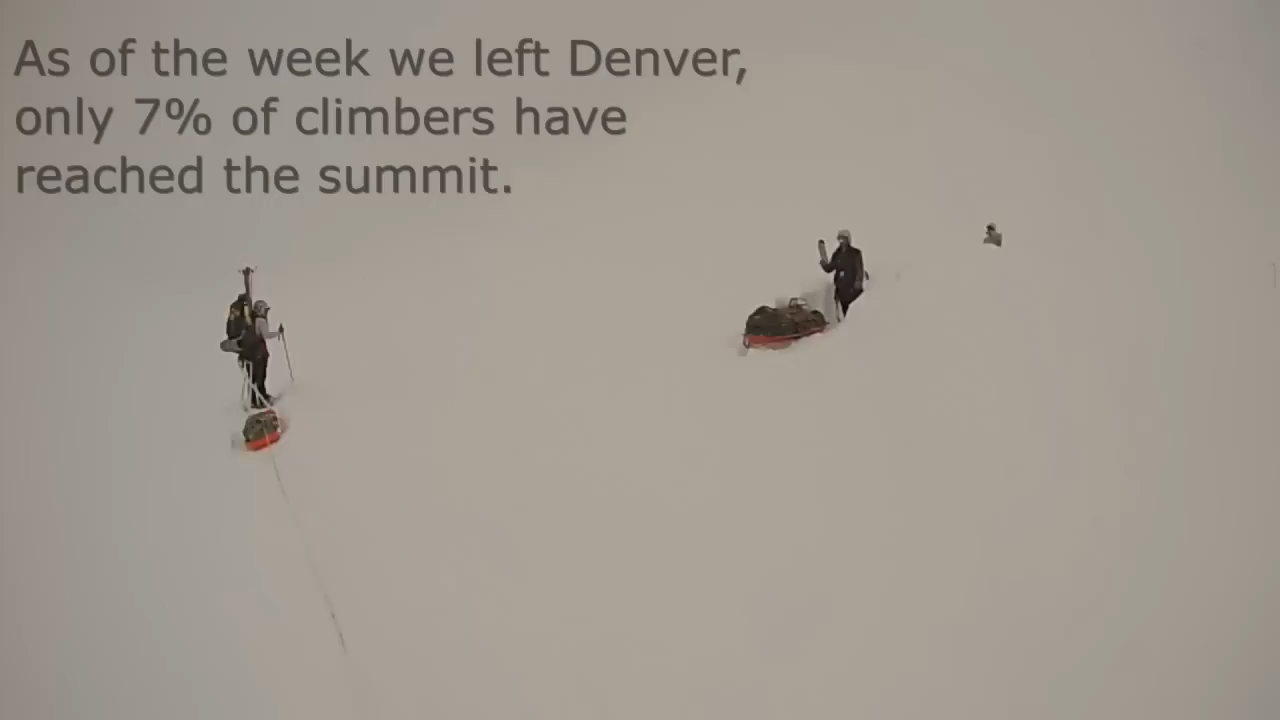 As of the week we left Denver,
only 7% of climbers have
reached the summit.